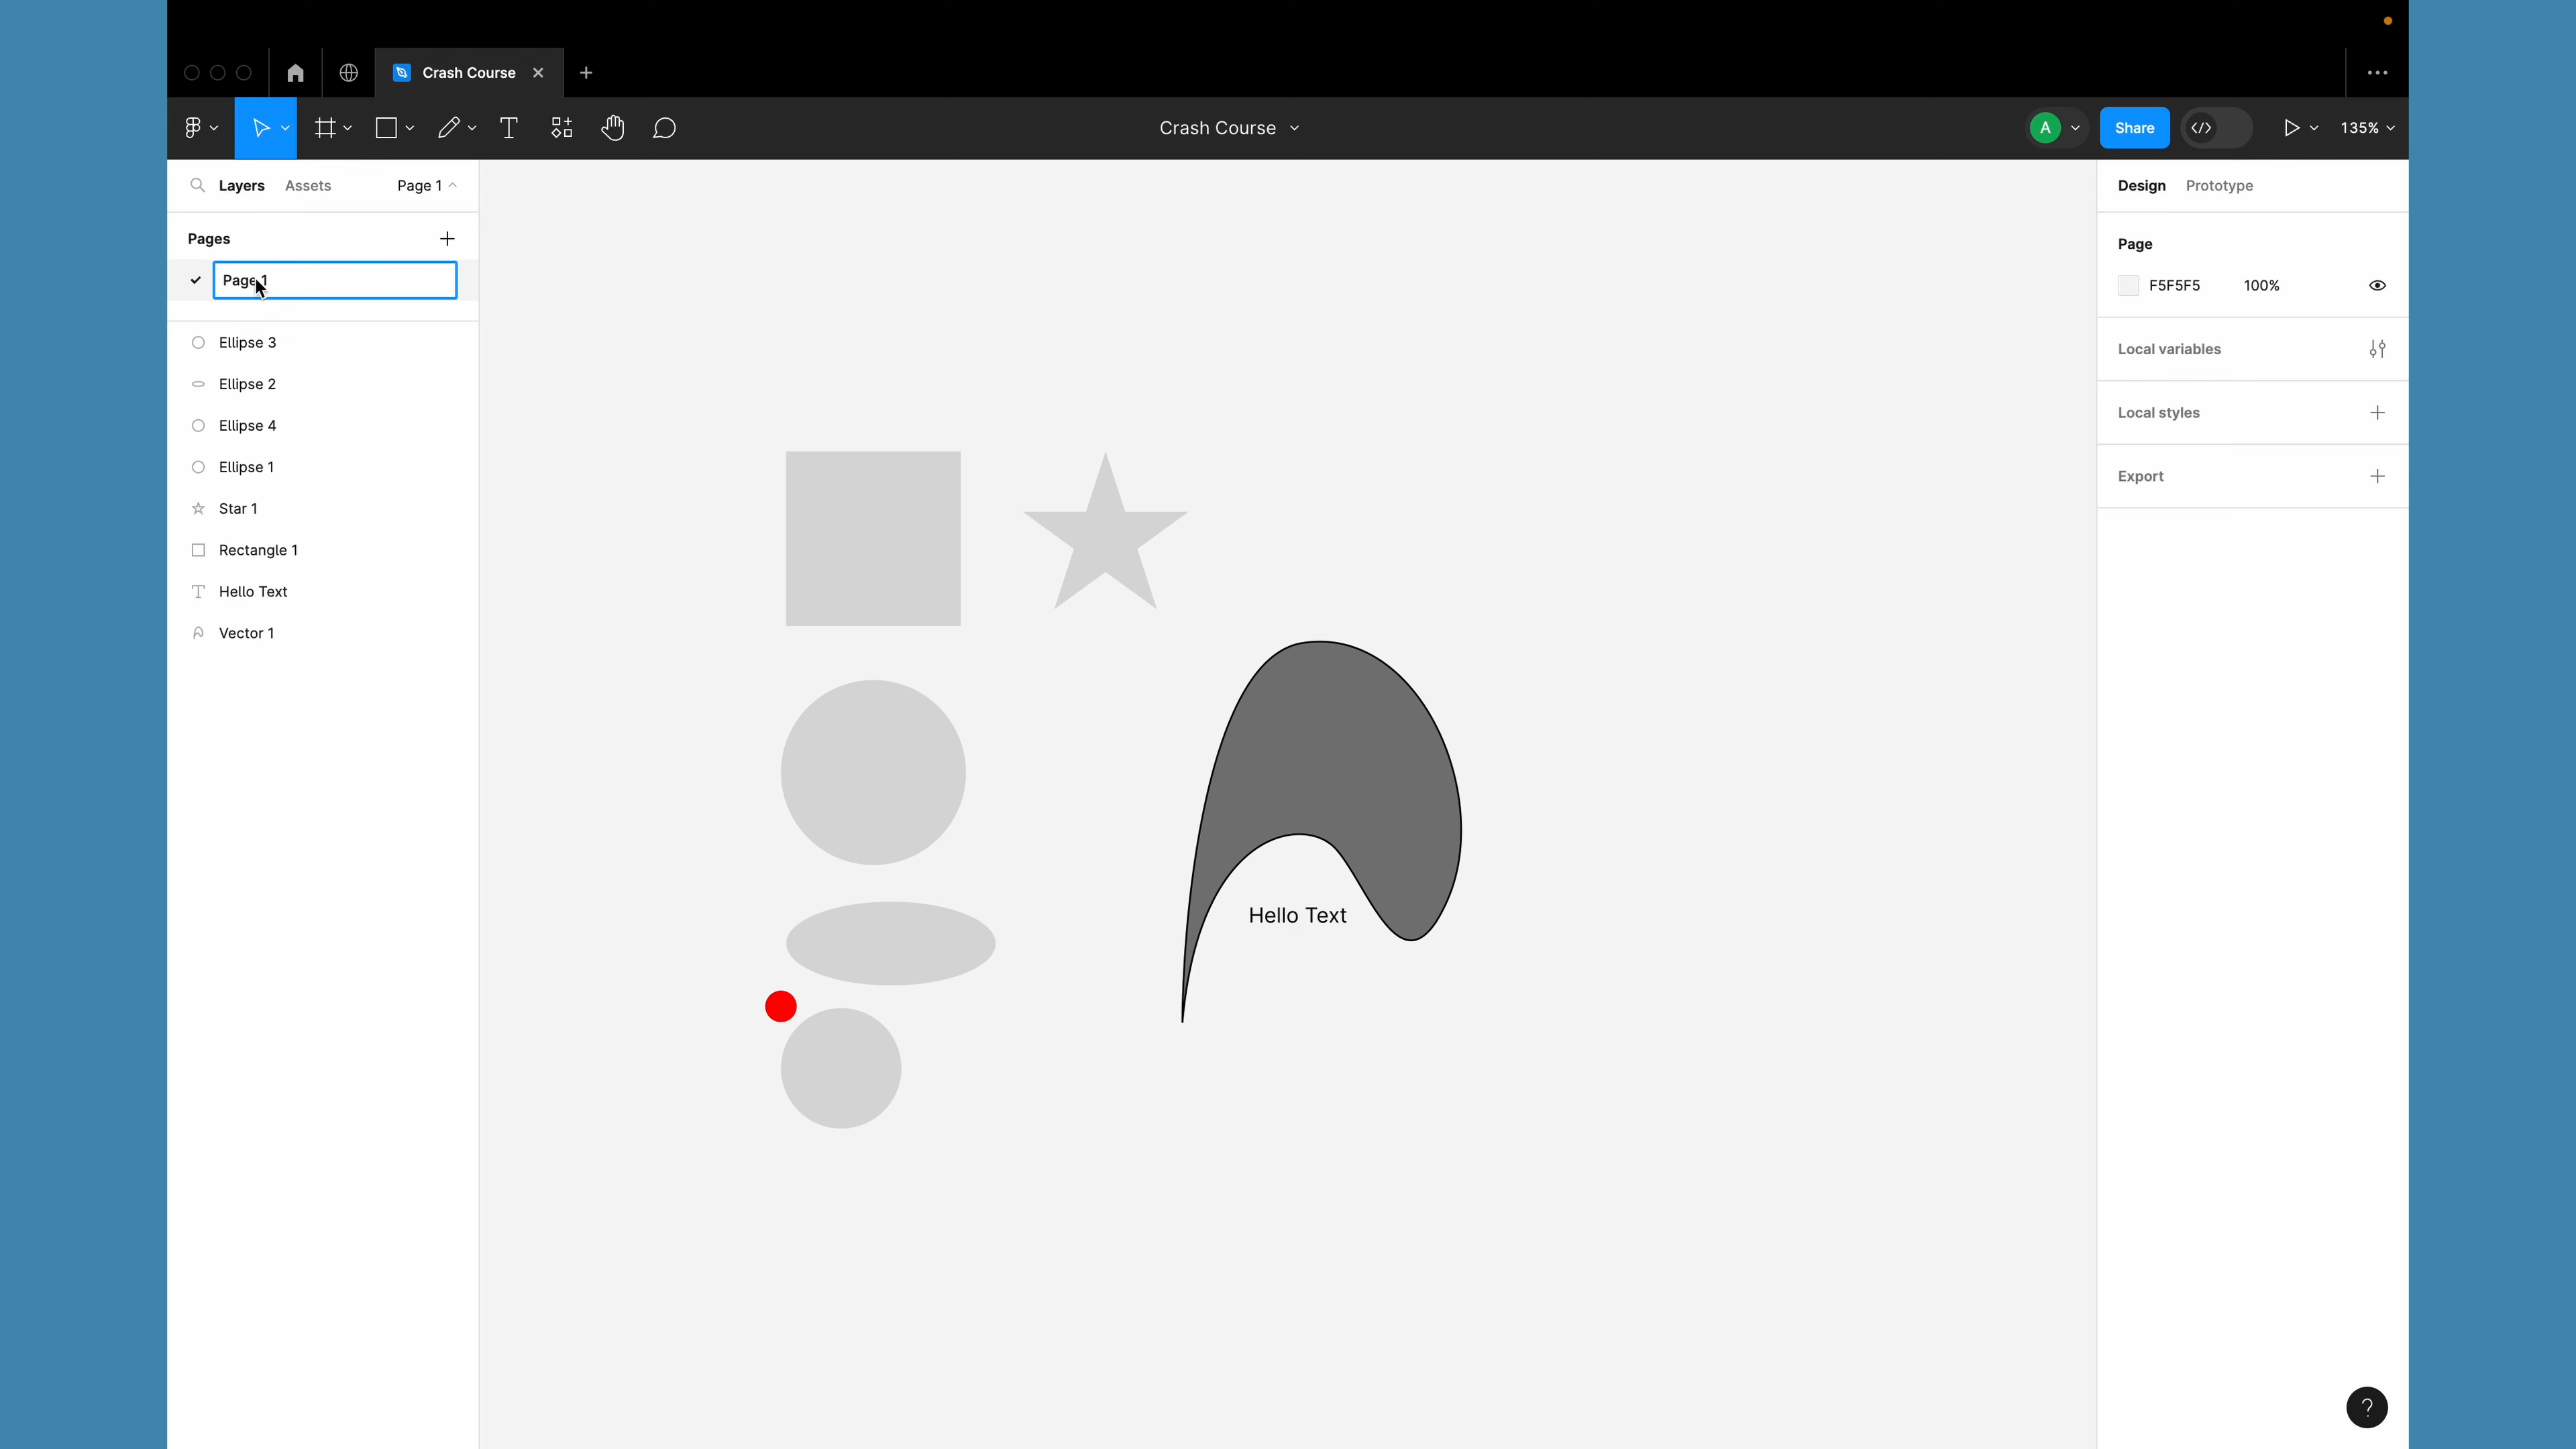 Crash Course
Crash Course
A
Share
135%
Layers Assets Page 1
Pages
Page 1
Ellipse 3
Ellipse 2
Ellipse 4
Ellipse 1
Star 1
Rectangle 1
Hello Text
Vector 1
Hello Text
Design Prototype
Page
F5F5F5 100%
Local variables
Local styles
Export
?